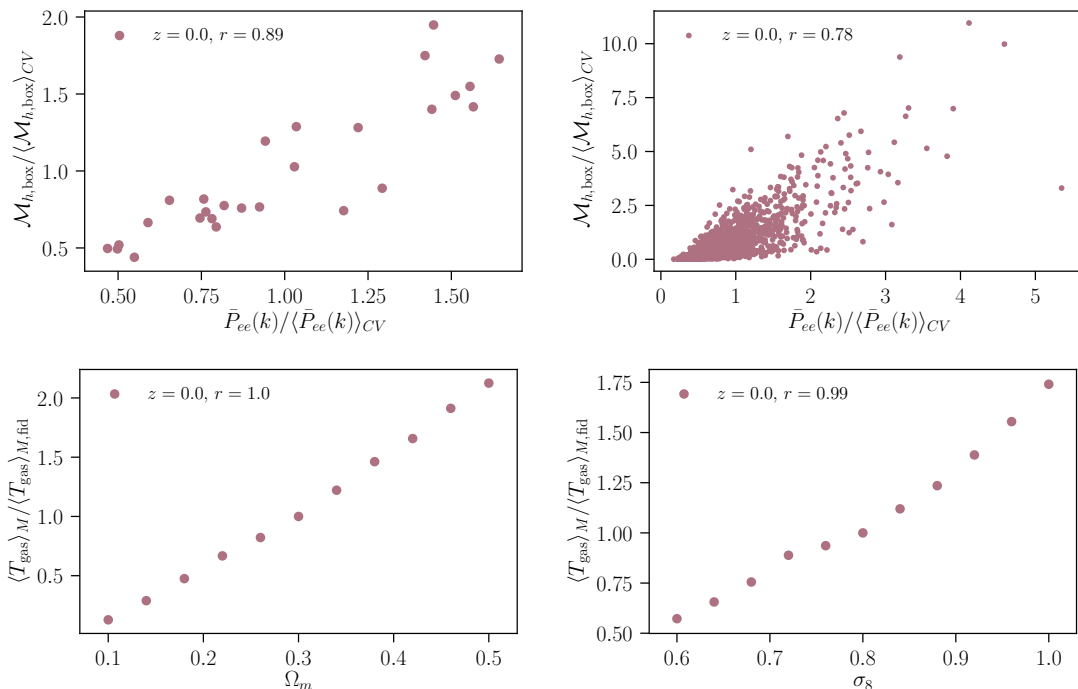 z = 0.0, r = 0.89
2.0
1.5
1.0
0.5
0.50 0.75 1.00 1.25 1.50
P̄_{ee}(k)/⟨P̄_{ee}(k)⟩_{CV}
ℳ_{h,box}/⟨ℳ_{h,box}⟩_{CV}
z = 0.0, r = 0.78
10.0
7.5
5.0
2.5
0.0
0 1 2 3 4 5
P̄_{ee}(k)/⟨P̄_{ee}(k)⟩_{CV}
ℳ_{h,box}/⟨ℳ_{h,box}⟩_{CV}
z = 0.0, r = 1.0
2.0
1.5
1.0
0.5
0.1 0.2 0.3 0.4 0.5
Ω_m
⟨T_{gas}⟩_M/⟨T_{gas}⟩_{M,fid}
z = 0.0, r = 0.99
1.75
1.50
1.25
1.00
0.75
0.50
0.6 0.7 0.8 0.9 1.0
σ_8
⟨T_{gas}⟩_M/⟨T_{gas}⟩_{M,fid}